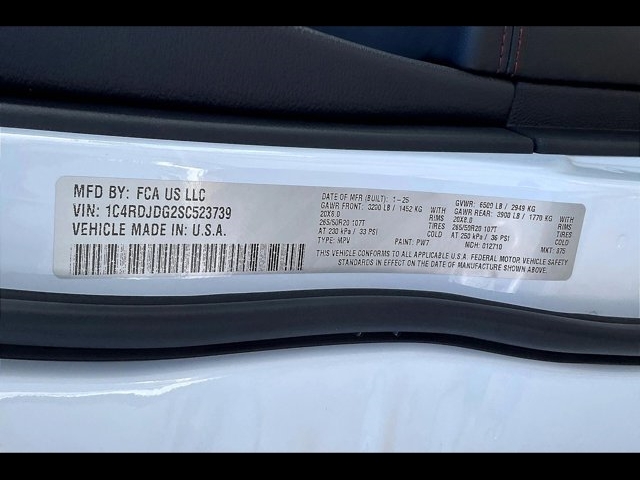 MFD BY: FCA US LLC
VIN: 1C4RDJDG2SC523739
VEHICLE MADE IN: U.S.A.
DATE OF MFR (BUILT): 1-25
GAWR FRONT: 3200 LB / 1452 KG WITH
20X8.0 RIMS
265/50R20 107T TIRES
AT 230 kPa / 33 PSI COLD
TYPE: MPV PAINT: PW7
GVWR: 6500 LB / 2949 KG
GAWR REAR: 3900 LB / 1770 KG WITH
20X8.0 RIMS
265/50R20 107T TIRES
AT 250 kPa / 36 PSI COLD
MDH: 012710 MKT: 875
THIS VEHICLE CONFORMS TO ALL APPLICABLE U.S.A. FEDERAL MOTOR VEHICLE SAFETY
STANDARDS IN EFFECT ON THE DATE OF MANUFACTURE SHOWN ABOVE.